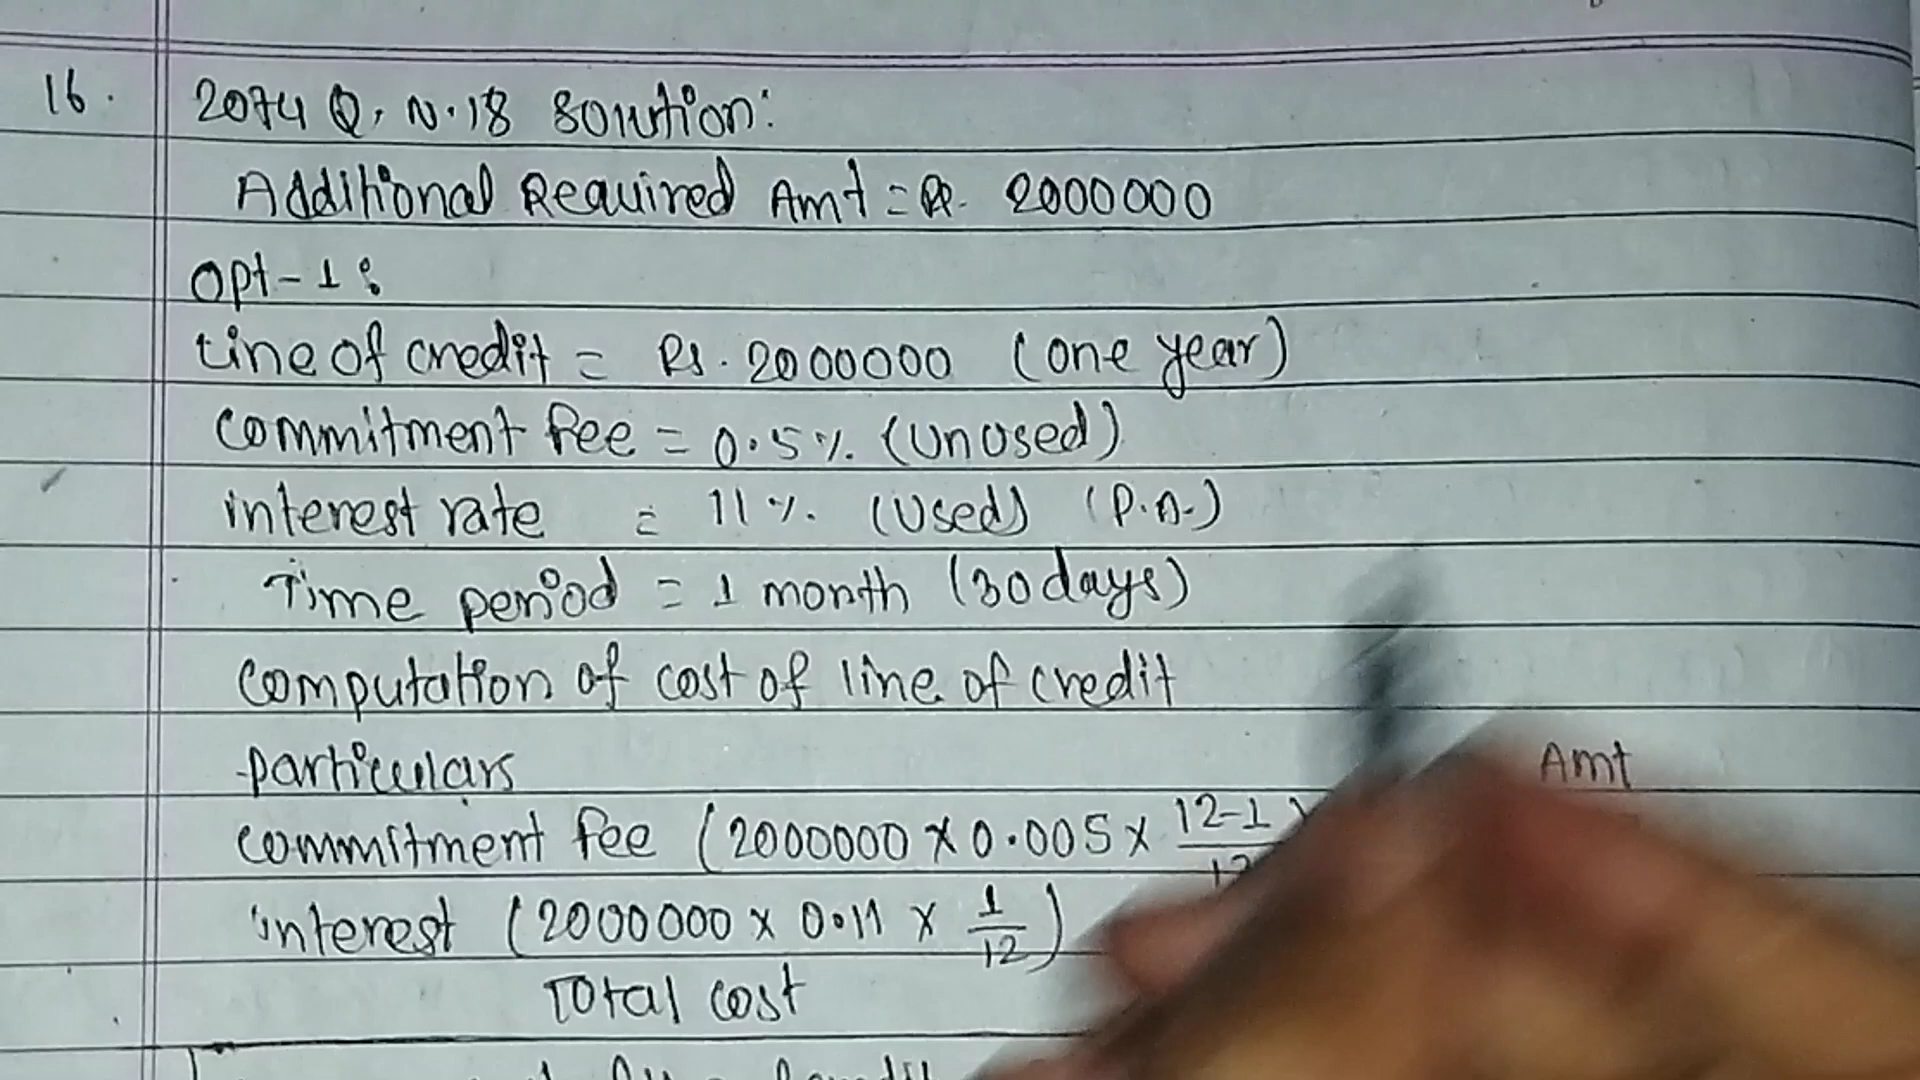 16. 2074 Q. N. 18 Solution:
Additional Required Amt = Rs. 2000000
Opt-1:
Line of credit = Rs. 2000000 (one year)
Commitment fee = 0.5% (Unused)
interest rate = 11%. (Used) (P.A.)
Time period = 1 month (30 days)
Computation of cost of line of credit
particulars Amt
Commitment fee (2000000 x 0.005 x 12-1/12)
interest (2000000 x 0.11 x 1/12)
Total cost